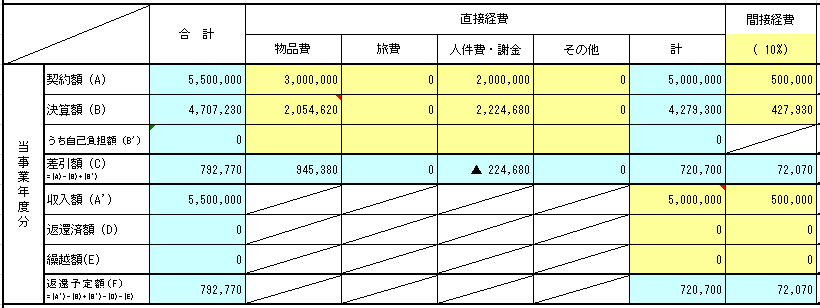 合 計 直接経費 間接経費
物品費 旅費 人件費・謝金 その他 計 ( 10%)
当事業年度分
契約額 (A) 5,500,000 3,000,000 0 2,000,000 0 5,000,000 500,000
決算額 (B) 4,707,230 2,054,620 0 2,224,680 0 4,279,300 427,930
うち自己負担額 (B') 0 0
差引額 (C) 792,770 945,380 0 ▲ 224,680 0 720,700 72,070
=(A)-(B)+(B')
収入額 (A') 5,500,000 5,000,000 500,000
返還済額 (D) 0 0 0
繰越額(E) 0 0 0
返還予定額(F) 792,770 720,700 72,070
=(A')-(B)+(B')-(D)-(E)